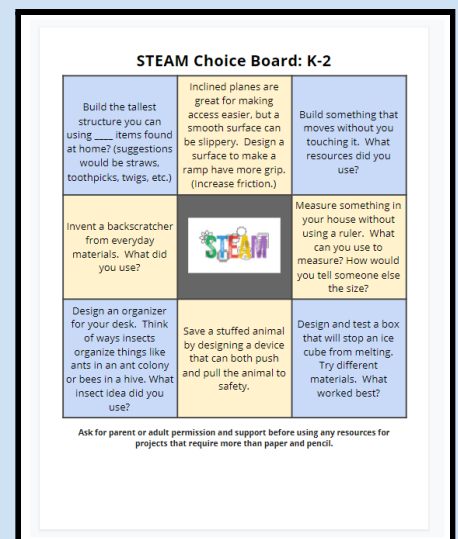 STEAM Choice Board: K-2
Build the tallest
structure you can
using ____ items found
at home? (suggestions
would be straws,
toothpicks, twigs, etc.)
Inclined planes are
great for making
access easier, but a
smooth surface can
be slippery. Design a
surface to make a
ramp have more grip.
(Increase friction.)
Build something that
moves without you
touching it. What
resources did you
use?
Invent a backscratcher
from everyday
materials. What did
you use?
STEAM
Measure something in
your house without
using a ruler. What
can you use to
measure? How would
you tell someone else
the size?
Design an organizer
for your desk. Think
of ways insects
organize things like
ants in an ant colony
or bees in a hive. What
insect idea did you
use?
Save a stuffed animal
by designing a device
that can both push
and pull the animal to
safety.
Design and test a box
that will stop an ice
cube from melting.
Try different
materials. What
worked best?
Ask for parent or adult permission and support before using any resources for
projects that require more than paper and pencil.